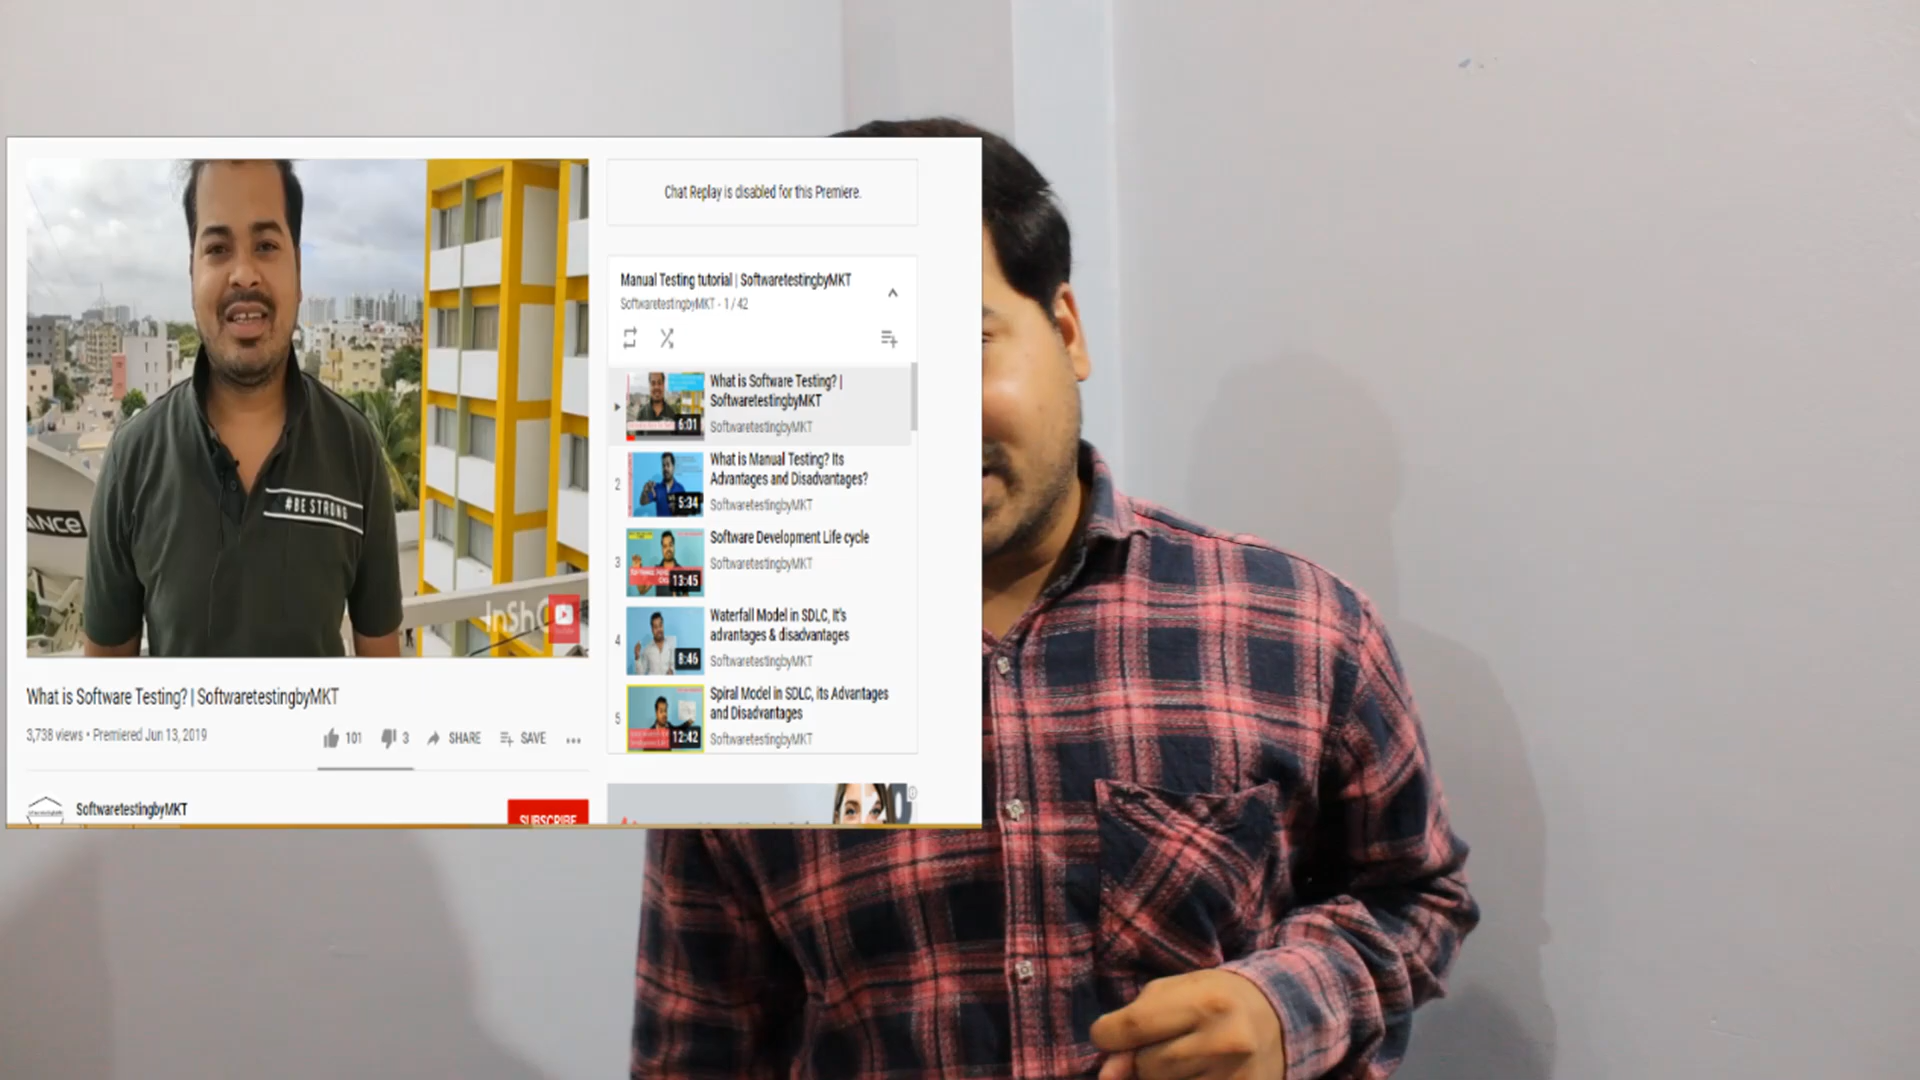 Chat Replay is disabled for this Premiere.
Manual Testing tutorial | SoftwaretestingbyMKT
SoftwaretestingbyMKT - 1 / 42
What is Software Testing? |
SoftwaretestingbyMKT
SoftwaretestingbyMKT
6:01
2
What is Manual Testing? Its
Advantages and Disadvantages?
SoftwaretestingbyMKT
5:34
3
Software Development Life cycle
SoftwaretestingbyMKT
13:45
4
Waterfall Model in SDLC, It's
advantages & disadvantages
SoftwaretestingbyMKT
8:46
5
Spiral Model in SDLC, its Advantages
and Disadvantages
SoftwaretestingbyMKT
12:42
#BE STRONG
What is Software Testing? | SoftwaretestingbyMKT
3,738 views • Premiered Jun 13, 2019
101
3
SHARE
SAVE
SoftwaretestingbyMKT
SUBSCRIBE